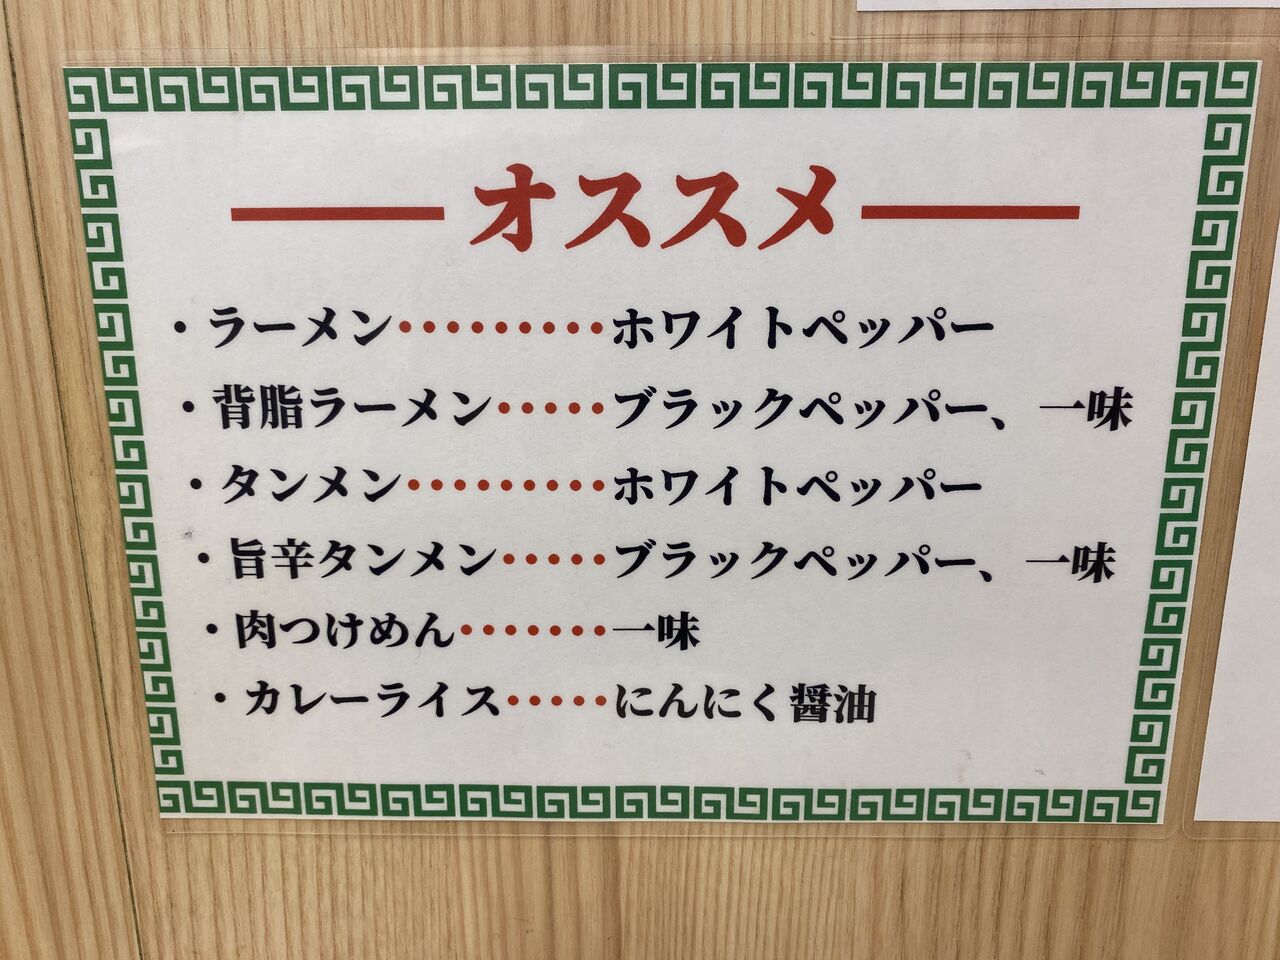 オススメ
・ラーメン・・・・・・・・・ホワイトペッパー
・背脂ラーメン・・・・・ブラックペッパー、一味
・タンメン・・・・・・・・・ホワイトペッパー
・旨辛タンメン・・・・・ブラックペッパー、一味
・肉つけめん・・・・・・・一味
・カレーライス・・・・・にんにく醤油